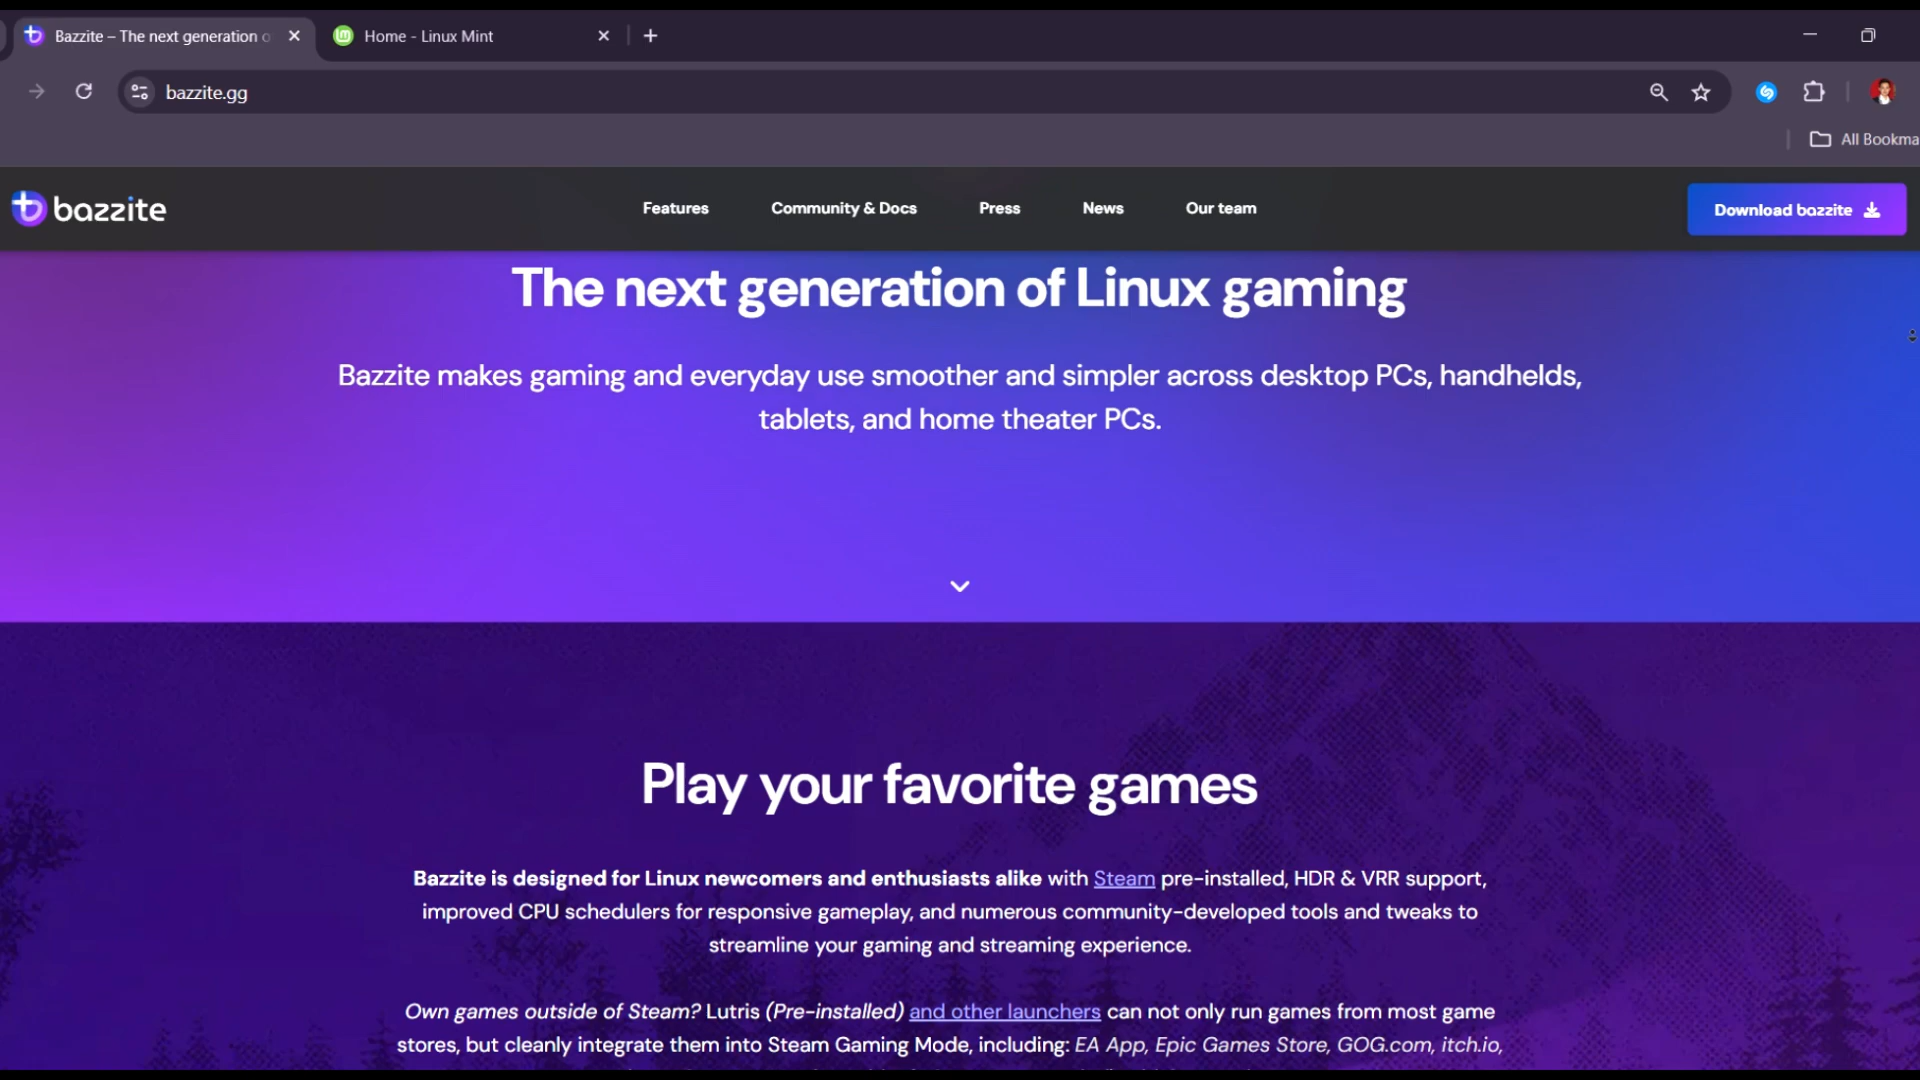 Bazzite – The next generation o
Home - Linux Mint
bazzite.gg
All Bookma
bazzite
Features
Community & Docs
Press
News
Our team
Download bazzite
The next generation of Linux gaming
Bazzite makes gaming and everyday use smoother and simpler across desktop PCs, handhelds,
tablets, and home theater PCs.
Play your favorite games
Bazzite is designed for Linux newcomers and enthusiasts alike with Steam pre-installed, HDR & VRR support,
improved CPU schedulers for responsive gameplay, and numerous community-developed tools and tweaks to
streamline your gaming and streaming experience.
Own games outside of Steam? Lutris (Pre-installed) and other launchers can not only run games from most game
stores, but cleanly integrate them into Steam Gaming Mode, including: EA App, Epic Games Store, GOG.com, itch.io,